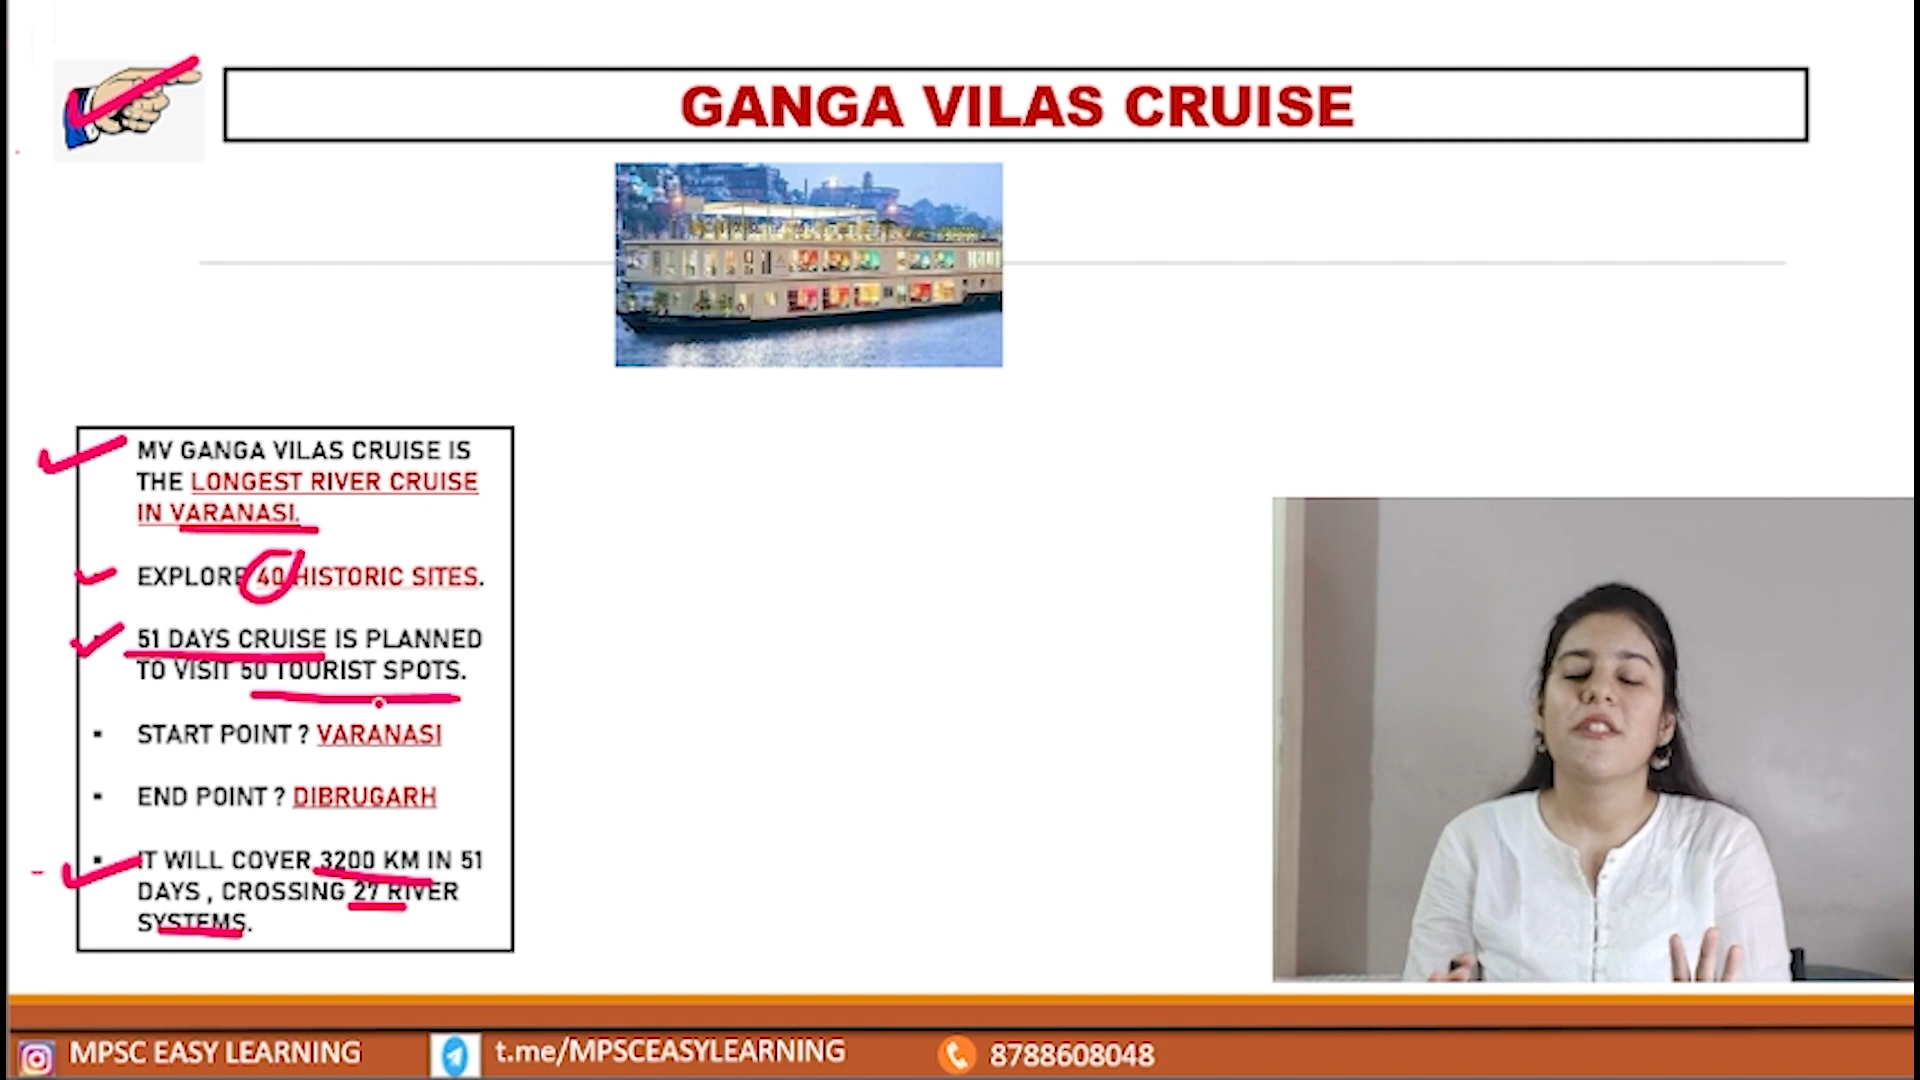 GANGA VILAS CRUISE
MV GANGA VILAS CRUISE IS
THE LONGEST RIVER CRUISE
IN VARANASI.
EXPLORE 40 HISTORIC SITES.
51 DAYS CRUISE IS PLANNED
TO VISIT 50 TOURIST SPOTS.
START POINT ? VARANASI
END POINT ? DIBRUGARH
IT WILL COVER 3200 KM IN 51
DAYS , CROSSING 27 RIVER
SYSTEMS.
MPSC EASY LEARNING
t.me/MPSCEASYLEARNING
8788608048